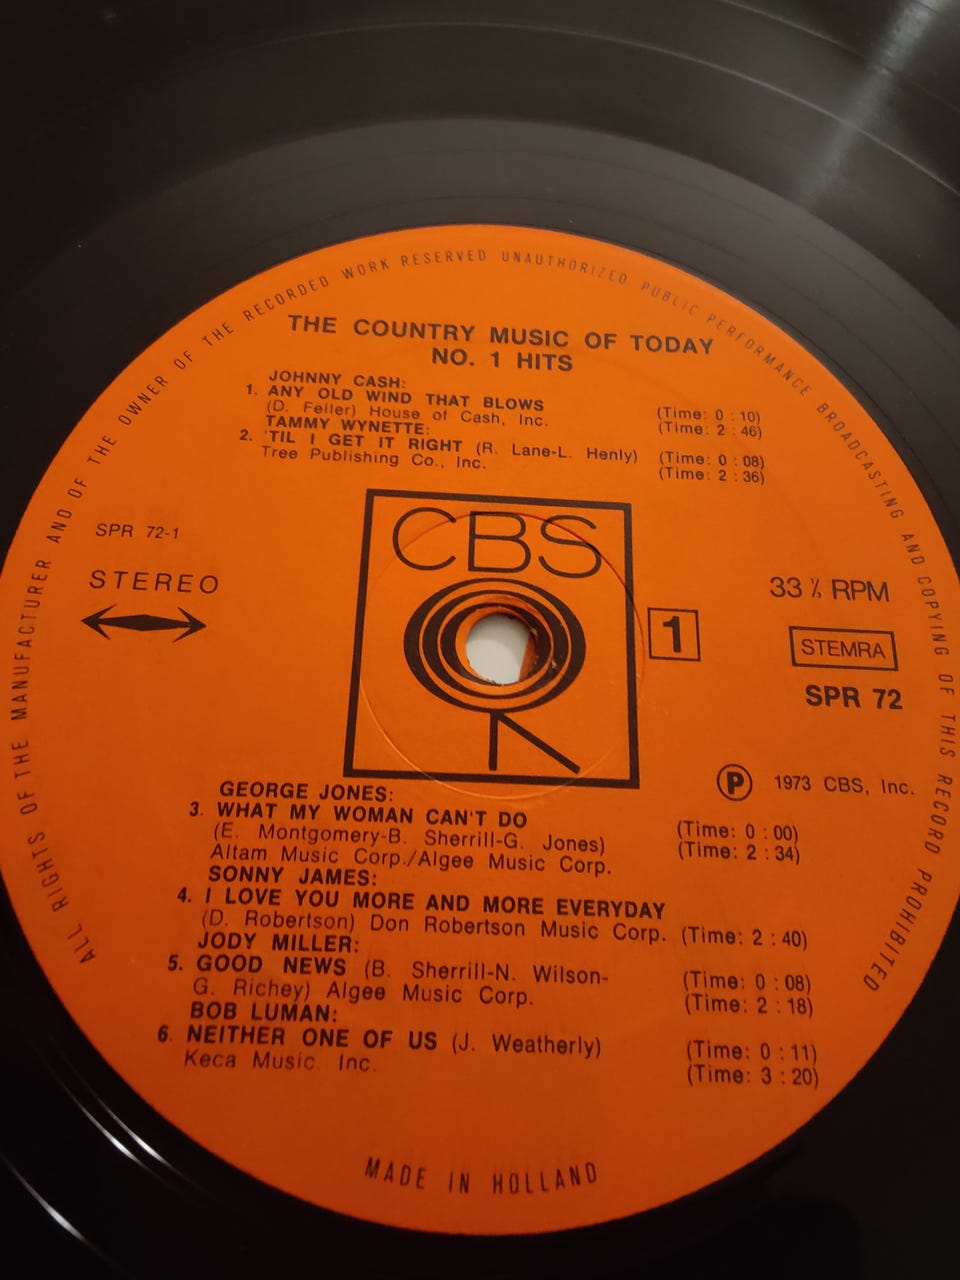 ALL RIGHTS OF THE MANUFACTURER AND OF THE OWNER OF THE RECORDED WORK RESERVED UNAUTHORIZED PUBLIC PERFORMANCE BROADCASTING AND COPYING OF THIS RECORD PROHIBITED
THE COUNTRY MUSIC OF TODAY
NO. 1 HITS
JOHNNY CASH:
1. ANY OLD WIND THAT BLOWS (Time: 0 : 10)
(D. Feller) House of Cash, Inc. (Time: 2 : 46)
TAMMY WYNETTE:
2. 'TIL I GET IT RIGHT (R. Lane-L. Henly) (Time: 0 : 08)
Tree Publishing Co., Inc. (Time: 2 : 36)
CBS
SPR 72-1
STEREO
33 ⅓ RPM
1
STEMRA
SPR 72
Ⓟ 1973 CBS, Inc.
GEORGE JONES:
3. WHAT MY WOMAN CAN'T DO (Time: 0 : 00)
(E. Montgomery-B. Sherrill-G. Jones) (Time: 2 : 34)
Altam Music Corp./Algee Music Corp.
SONNY JAMES:
4. I LOVE YOU MORE AND MORE EVERYDAY
(D. Robertson) Don Robertson Music Corp. (Time: 2 : 40)
JODY MILLER:
5. GOOD NEWS (B. Sherrill-N. Wilson- (Time: 0 : 08)
G. Richey) Algee Music Corp. (Time: 2 : 18)
BOB LUMAN:
6. NEITHER ONE OF US (J. Weatherly) (Time: 0 : 11)
Keca Music. Inc. (Time: 3 : 20)
MADE IN HOLLAND